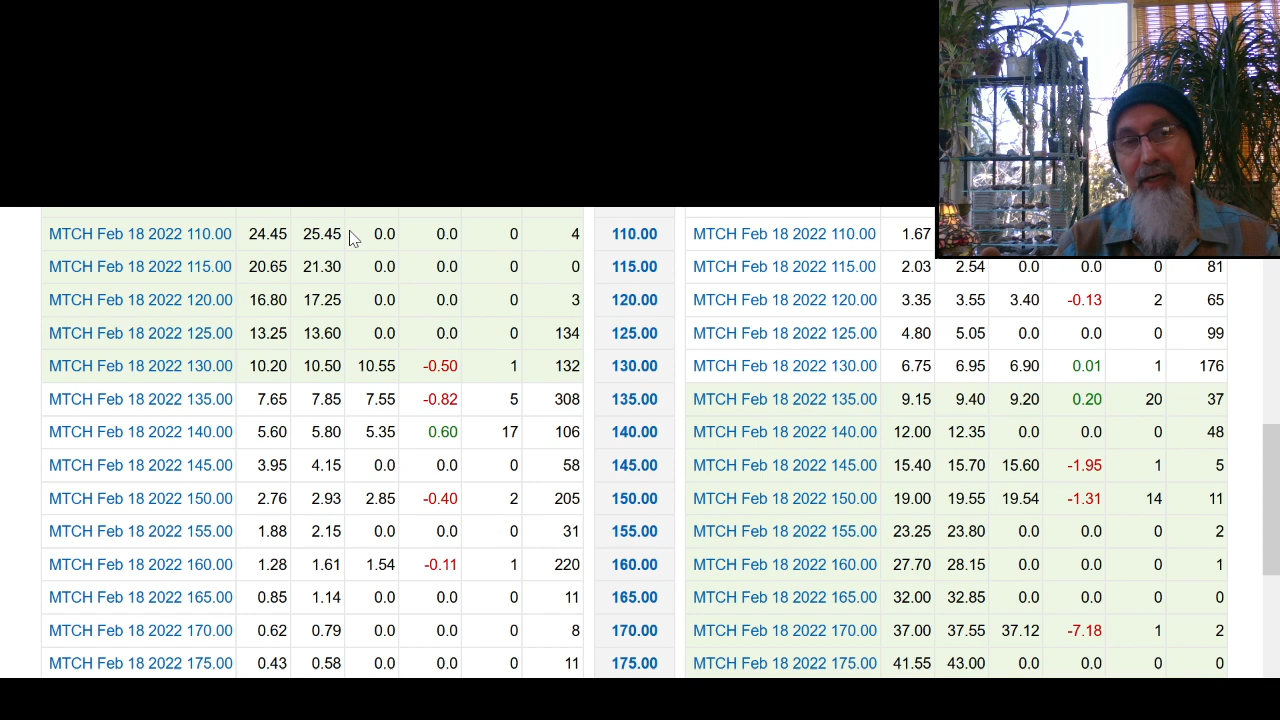 MTCH Feb 18 2022 110.00 24.45 25.45 0.0 0.0 0 4 110.00 MTCH Feb 18 2022 110.00 1.67
MTCH Feb 18 2022 115.00 20.65 21.30 0.0 0.0 0 0 115.00 MTCH Feb 18 2022 115.00 2.03 2.54 0.0 0.0 0 81
MTCH Feb 18 2022 120.00 16.80 17.25 0.0 0.0 0 3 120.00 MTCH Feb 18 2022 120.00 3.35 3.55 3.40 -0.13 2 65
MTCH Feb 18 2022 125.00 13.25 13.60 0.0 0.0 0 134 125.00 MTCH Feb 18 2022 125.00 4.80 5.05 0.0 0.0 0 99
MTCH Feb 18 2022 130.00 10.20 10.50 10.55 -0.50 1 132 130.00 MTCH Feb 18 2022 130.00 6.75 6.95 6.90 0.01 1 176
MTCH Feb 18 2022 135.00 7.65 7.85 7.55 -0.82 5 308 135.00 MTCH Feb 18 2022 135.00 9.15 9.40 9.20 0.20 20 37
MTCH Feb 18 2022 140.00 5.60 5.80 5.35 0.60 17 106 140.00 MTCH Feb 18 2022 140.00 12.00 12.35 0.0 0.0 0 48
MTCH Feb 18 2022 145.00 3.95 4.15 0.0 0.0 0 58 145.00 MTCH Feb 18 2022 145.00 15.40 15.70 15.60 -1.95 1 5
MTCH Feb 18 2022 150.00 2.76 2.93 2.85 -0.40 2 205 150.00 MTCH Feb 18 2022 150.00 19.00 19.55 19.54 -1.31 14 11
MTCH Feb 18 2022 155.00 1.88 2.15 0.0 0.0 0 31 155.00 MTCH Feb 18 2022 155.00 23.25 23.80 0.0 0.0 0 2
MTCH Feb 18 2022 160.00 1.28 1.61 1.54 -0.11 1 220 160.00 MTCH Feb 18 2022 160.00 27.70 28.15 0.0 0.0 0 1
MTCH Feb 18 2022 165.00 0.85 1.14 0.0 0.0 0 11 165.00 MTCH Feb 18 2022 165.00 32.00 32.85 0.0 0.0 0 0
MTCH Feb 18 2022 170.00 0.62 0.79 0.0 0.0 0 8 170.00 MTCH Feb 18 2022 170.00 37.00 37.55 37.12 -7.18 1 2
MTCH Feb 18 2022 175.00 0.43 0.58 0.0 0.0 0 11 175.00 MTCH Feb 18 2022 175.00 41.55 43.00 0.0 0.0 0 0